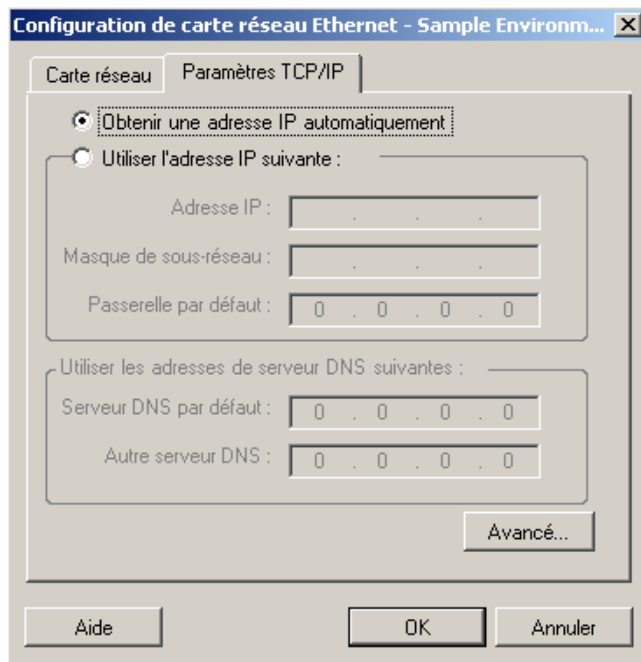 Configuration de carte réseau Ethernet - Sample Environm...
Carte réseau
Paramètres TCP/IP
Obtenir une adresse IP automatiquement
Utiliser l'adresse IP suivante :
Adresse IP : . . .
Masque de sous-réseau : . . .
Passerelle par défaut : 0 . 0 . 0 . 0
Utiliser les adresses de serveur DNS suivantes :
Serveur DNS par défaut : 0 . 0 . 0 . 0
Autre serveur DNS : 0 . 0 . 0 . 0
Avancé...
Aide
OK
Annuler